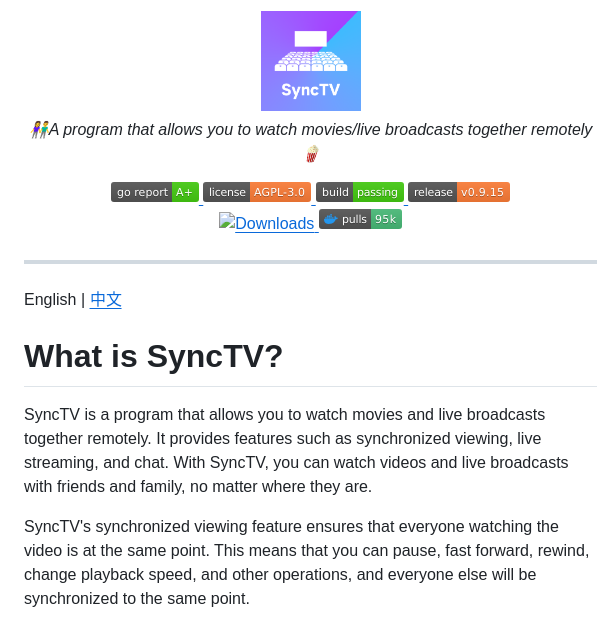 SyncTV
👫A program that allows you to watch movies/live broadcasts together remotely
🍿
go report A+ license AGPL-3.0 build passing release v0.9.15
Downloads pulls 95k
English | 中文
What is SyncTV?
SyncTV is a program that allows you to watch movies and live broadcasts
together remotely. It provides features such as synchronized viewing, live
streaming, and chat. With SyncTV, you can watch videos and live broadcasts
with friends and family, no matter where they are.
SyncTV's synchronized viewing feature ensures that everyone watching the
video is at the same point. This means that you can pause, fast forward, rewind,
change playback speed, and other operations, and everyone else will be
synchronized to the same point.